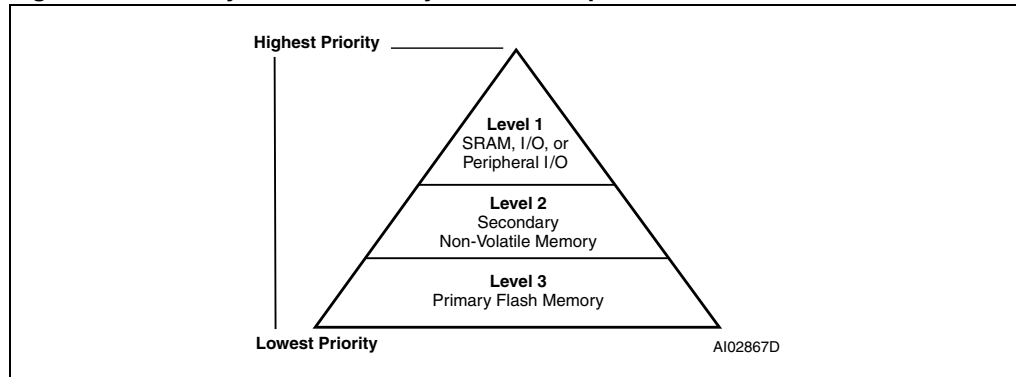 Highest Priority
Level 1
SRAM, I/O, or
Peripheral I/O
Level 2
Secondary
Non-Volatile Memory
Level 3
Primary Flash Memory
Lowest Priority
AI02867D